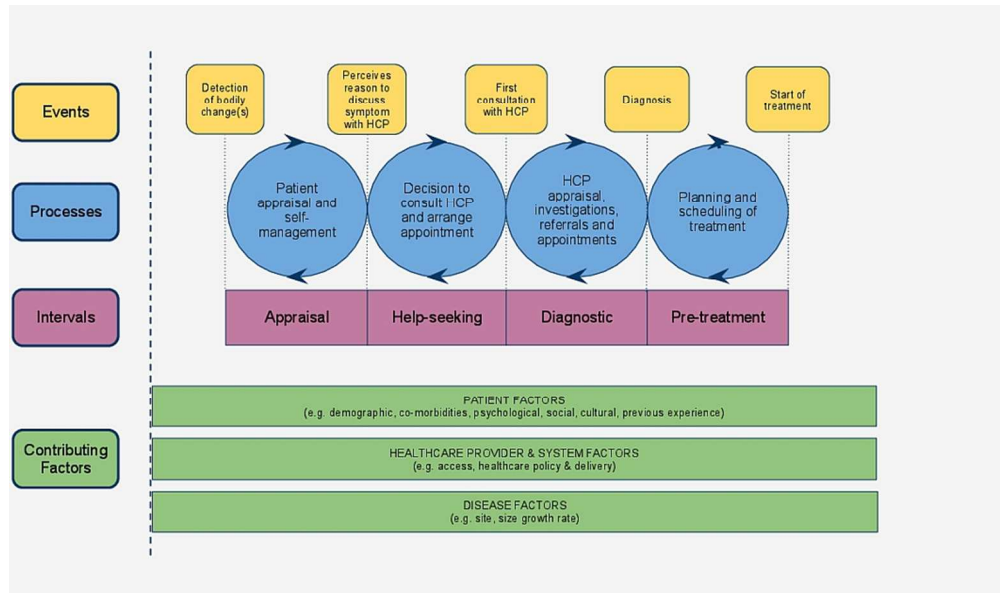 Events
Detection
of bodily
change(s)
Perceives
reason to
discuss
symptom
with HCP
First
consultation
with HCP
Diagnosis
Start of
treatment
Processes
Patient
appraisal and
self-
management
Decision to
consult HCP
and arrange
appointment
HCP
appraisal,
investigations,
referrals and
appointments
Planning and
scheduling of
treatment
Intervals
Appraisal
Help-seeking
Diagnostic
Pre-treatment
Contributing
Factors
PATIENT FACTORS
(e.g. demographic, co-morbidities, psychological, social, cultural, previous experience)
HEALTHCARE PROVIDER & SYSTEM FACTORS
(e.g. access, healthcare policy & delivery)
DISEASE FACTORS
(e.g. site, size growth rate)